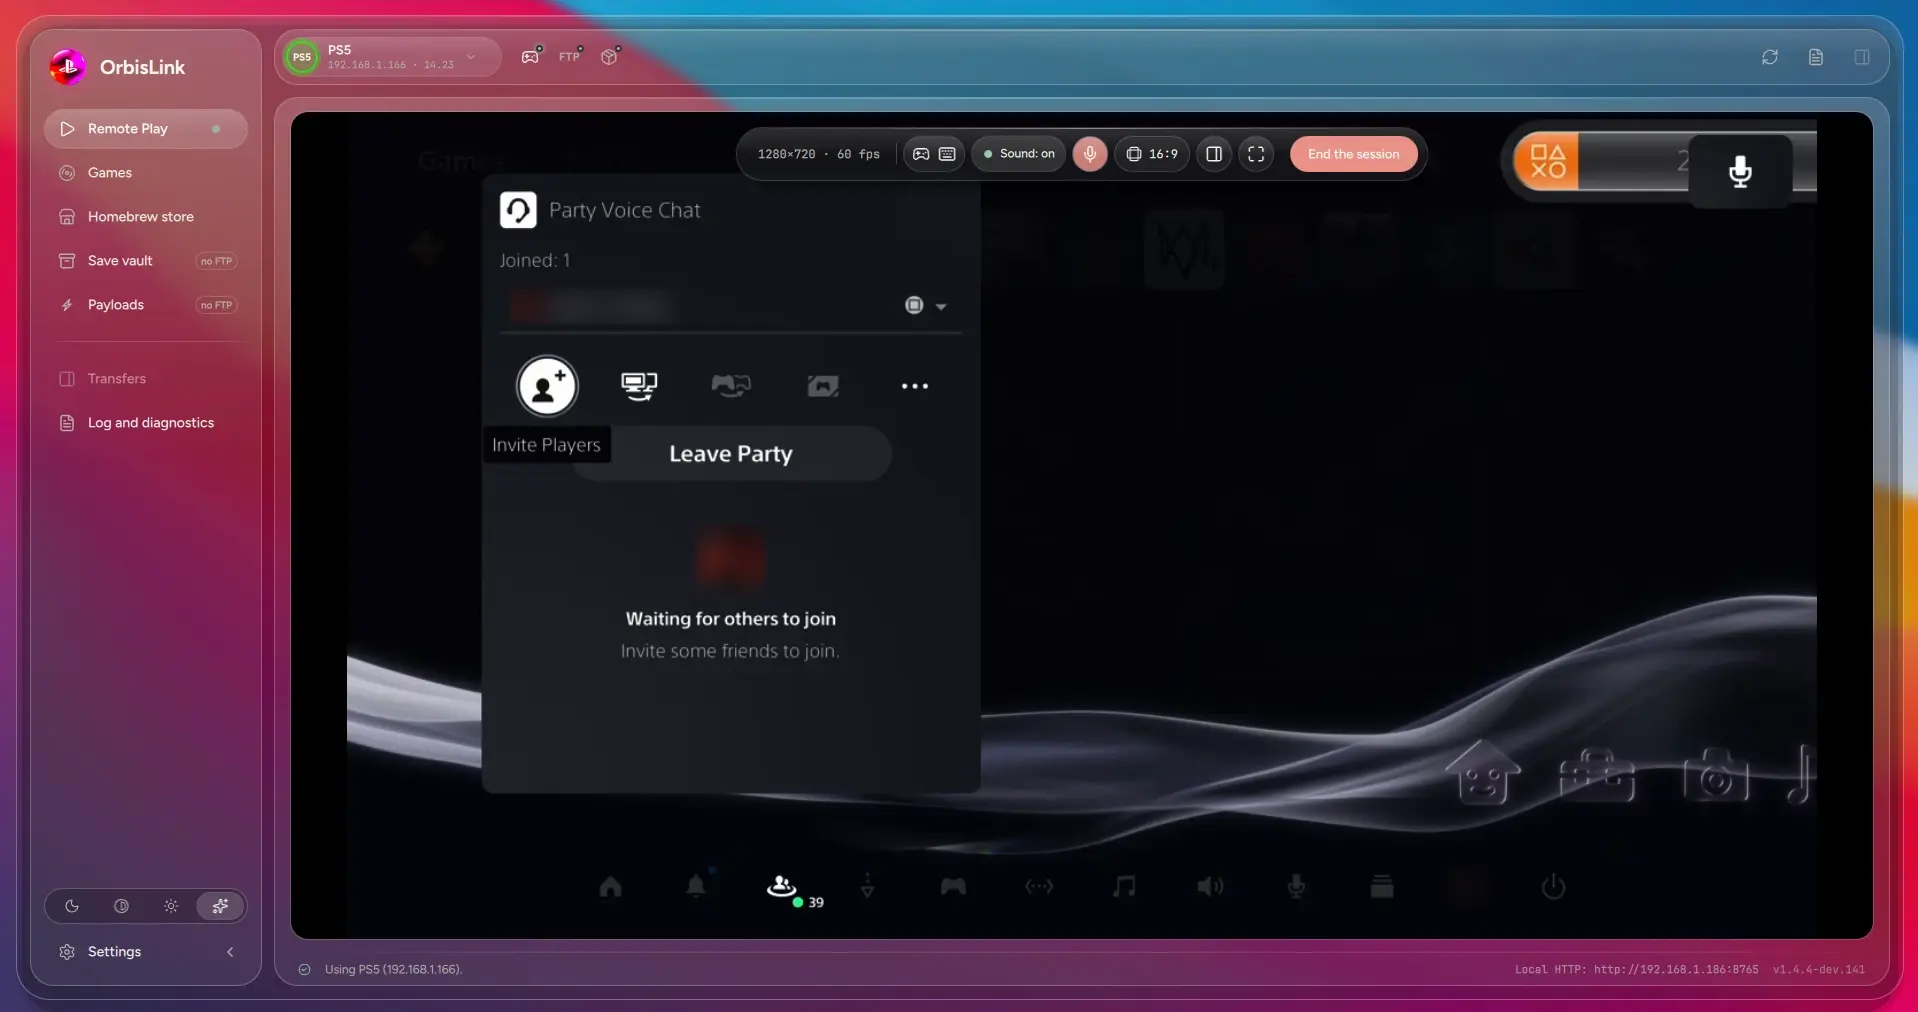 OrbisLink
Remote Play
Games
Homebrew store
Save vault no FTP
Payloads no FTP
Transfers
Log and diagnostics
Settings
PS5 PS5
192.168.1.166 · 14.23
FTP
Games
1280×720 · 60 fps
Sound: on
16:9
End the session
2
Party Voice Chat
Joined: 1
Invite Players
Leave Party
Waiting for others to join
Invite some friends to join.
39
Using PS5 (192.168.1.166).
Local HTTP: http://192.168.1.186:8765 v1.4.4-dev.141